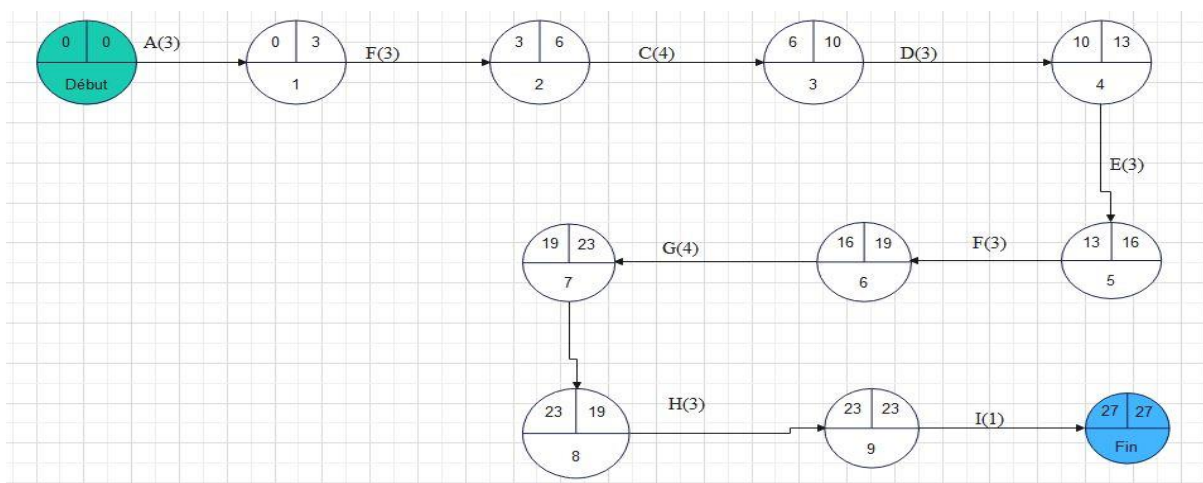 0 0
Début
A(3)
0 3
1
F(3)
3 6
2
C(4)
6 10
3
D(3)
10 13
4
E(3)
13 16
5
F(3)
16 19
6
G(4)
19 23
7
23 19
8
H(3)
23 23
9
I(1)
27 27
Fin